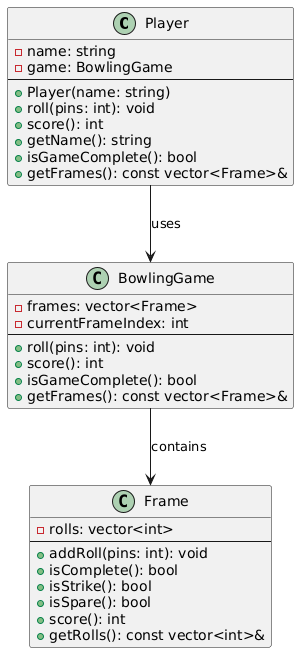 C Player
name: string
game: BowlingGame
Player(name: string)
roll(pins: int): void
score(): int
getName(): string
isGameComplete(): bool
getFrames(): const vector<Frame>&
uses
C BowlingGame
frames: vector<Frame>
currentFrameIndex: int
roll(pins: int): void
score(): int
isGameComplete(): bool
getFrames(): const vector<Frame>&
contains
C Frame
rolls: vector<int>
addRoll(pins: int): void
isComplete(): bool
isStrike(): bool
isSpare(): bool
score(): int
getRolls(): const vector<int>&